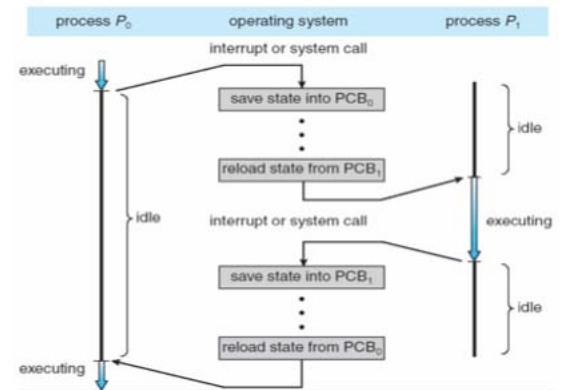 process P₀ operating system process P₁
interrupt or system call
executing
save state into PCB₀
idle
reload state from PCB₁
idle
interrupt or system call
executing
save state into PCB₁
idle
reload state from PCB₀
executing